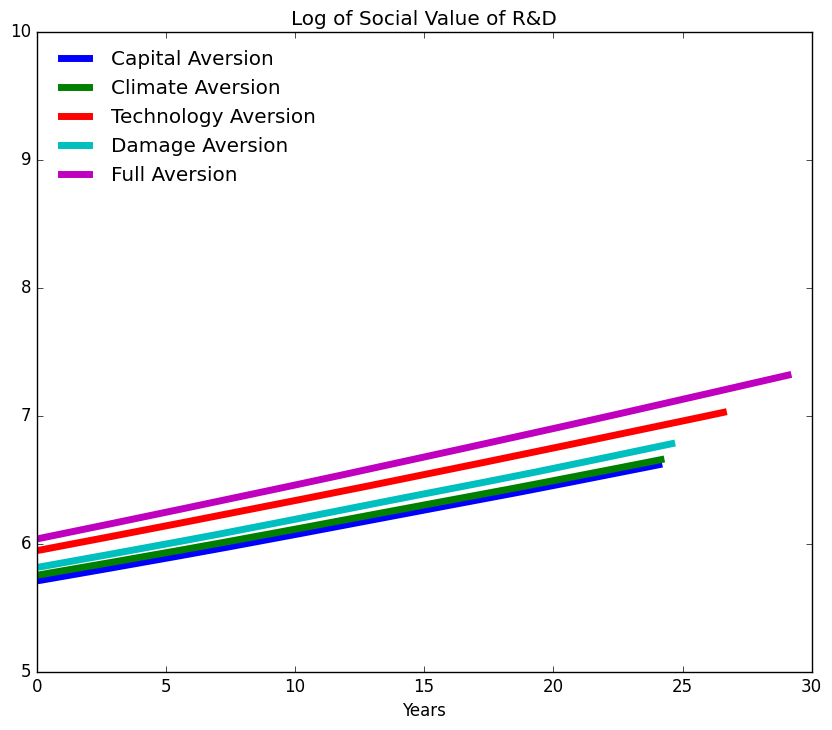 Log of Social Value of R&D
10
9
8
7
6
5
Capital Aversion
Climate Aversion
Technology Aversion
Damage Aversion
Full Aversion
0 5 10 15 20 25 30
Years